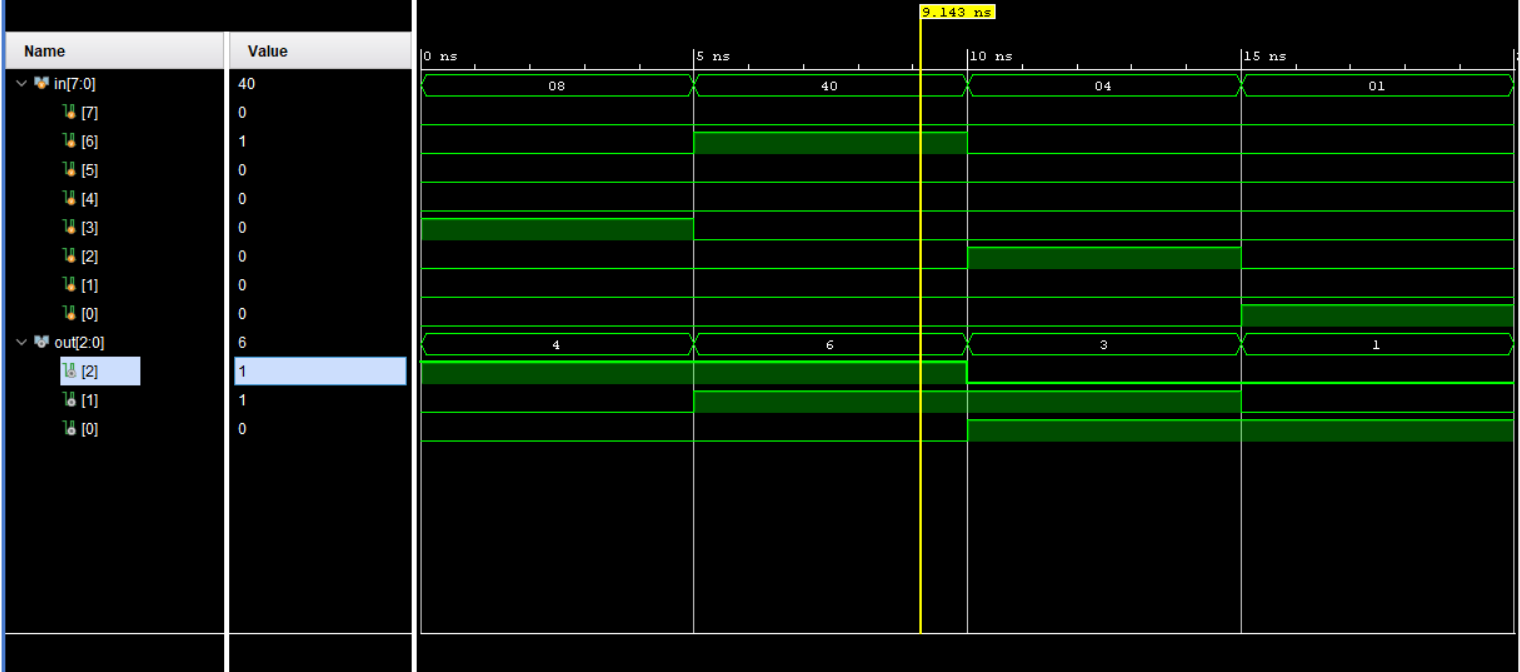 9.143 ns
Name Value
0 ns 5 ns 10 ns 15 ns
in[7:0] 40 08 40 04 01
[7] 0
[6] 1
[5] 0
[4] 0
[3] 0
[2] 0
[1] 0
[0] 0
out[2:0] 6 4 6 3 1
[2] 1
[1] 1
[0] 0